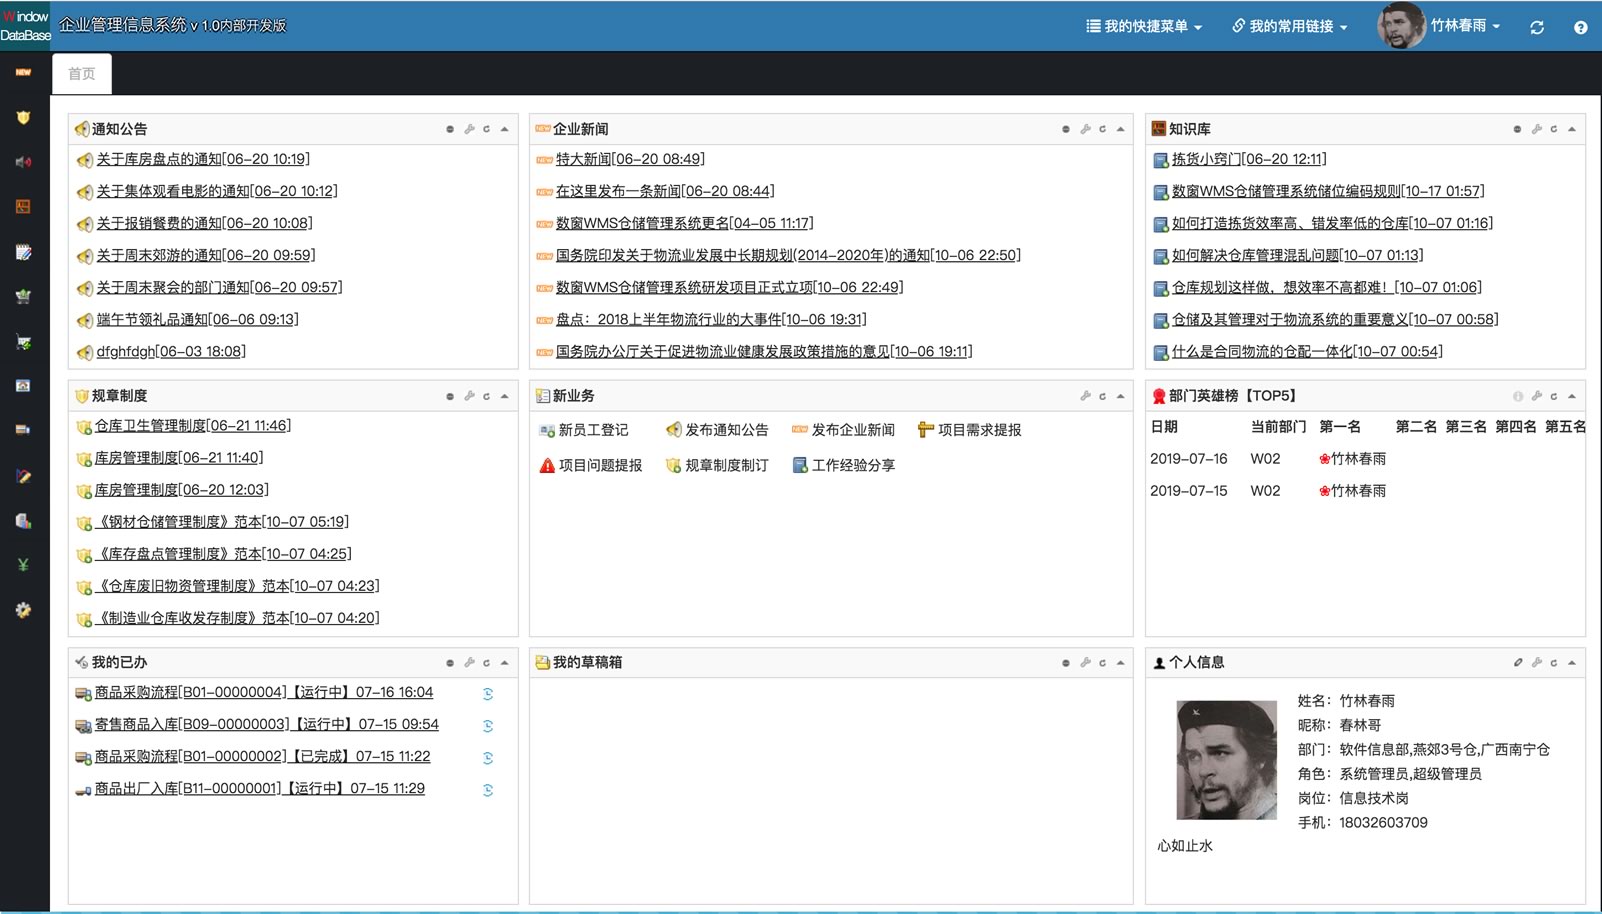 Window
DataBase
企业管理信息系统 v 1.0内部开发版
我的快捷菜单
我的常用链接
竹林春雨
首页
通知公告
关于库房盘点的通知[06-20 10:19]
关于集体观看电影的通知[06-20 10:12]
关于报销餐费的通知[06-20 10:08]
关于周末郊游的通知[06-20 09:59]
关于周末聚会的部门通知[06-20 09:57]
端午节领礼品通知[06-06 09:13]
dfghfdgh[06-03 18:08]
NEW 企业新闻
NEW 特大新闻[06-20 08:49]
NEW 在这里发布一条新闻[06-20 08:44]
NEW 数窗WMS仓储管理系统更名[04-05 11:17]
NEW 国务院印发关于物流业发展中长期规划(2014-2020年)的通知[10-06 22:50]
NEW 数窗WMS仓储管理系统研发项目正式立项[10-06 22:49]
NEW 盘点：2018上半年物流行业的大事件[10-06 19:31]
NEW 国务院办公厅关于促进物流业健康发展政策措施的意见[10-06 19:11]
知识库
拣货小窍门[06-20 12:11]
数窗WMS仓储管理系统储位编码规则[10-17 01:57]
如何打造拣货效率高、错发率低的仓库[10-07 01:16]
如何解决仓库管理混乱问题[10-07 01:13]
仓库规划这样做，想效率不高都难！[10-07 01:06]
仓储及其管理对于物流系统的重要意义[10-07 00:58]
什么是合同物流的仓配一体化[10-07 00:54]
规章制度
仓库卫生管理制度[06-21 11:46]
库房管理制度[06-21 11:40]
库房管理制度[06-20 12:03]
《钢材仓储管理制度》范本[10-07 05:19]
《库存盘点管理制度》范本[10-07 04:25]
《仓库废旧物资管理制度》范本[10-07 04:23]
《制造业仓库收发存制度》范本[10-07 04:20]
新业务
新员工登记 发布通知公告 NEW 发布企业新闻 项目需求提报
项目问题提报 规章制度制订 工作经验分享
部门英雄榜【TOP5】
日期 当前部门 第一名 第二名 第三名 第四名 第五名
2019-07-16 W02 竹林春雨
2019-07-15 W02 竹林春雨
我的已办
商品采购流程[B01-00000004]【运行中】07-16 16:04
寄售商品入库[B09-00000003]【运行中】07-15 09:54
商品采购流程[B01-00000002]【已完成】07-15 11:22
商品出厂入库[B11-00000001]【运行中】07-15 11:29
我的草稿箱
个人信息
姓名：竹林春雨
昵称：春林哥
部门：软件信息部,燕郊3号仓,广西南宁仓
角色：系统管理员,超级管理员
岗位：信息技术岗
手机：18032603709
心如止水